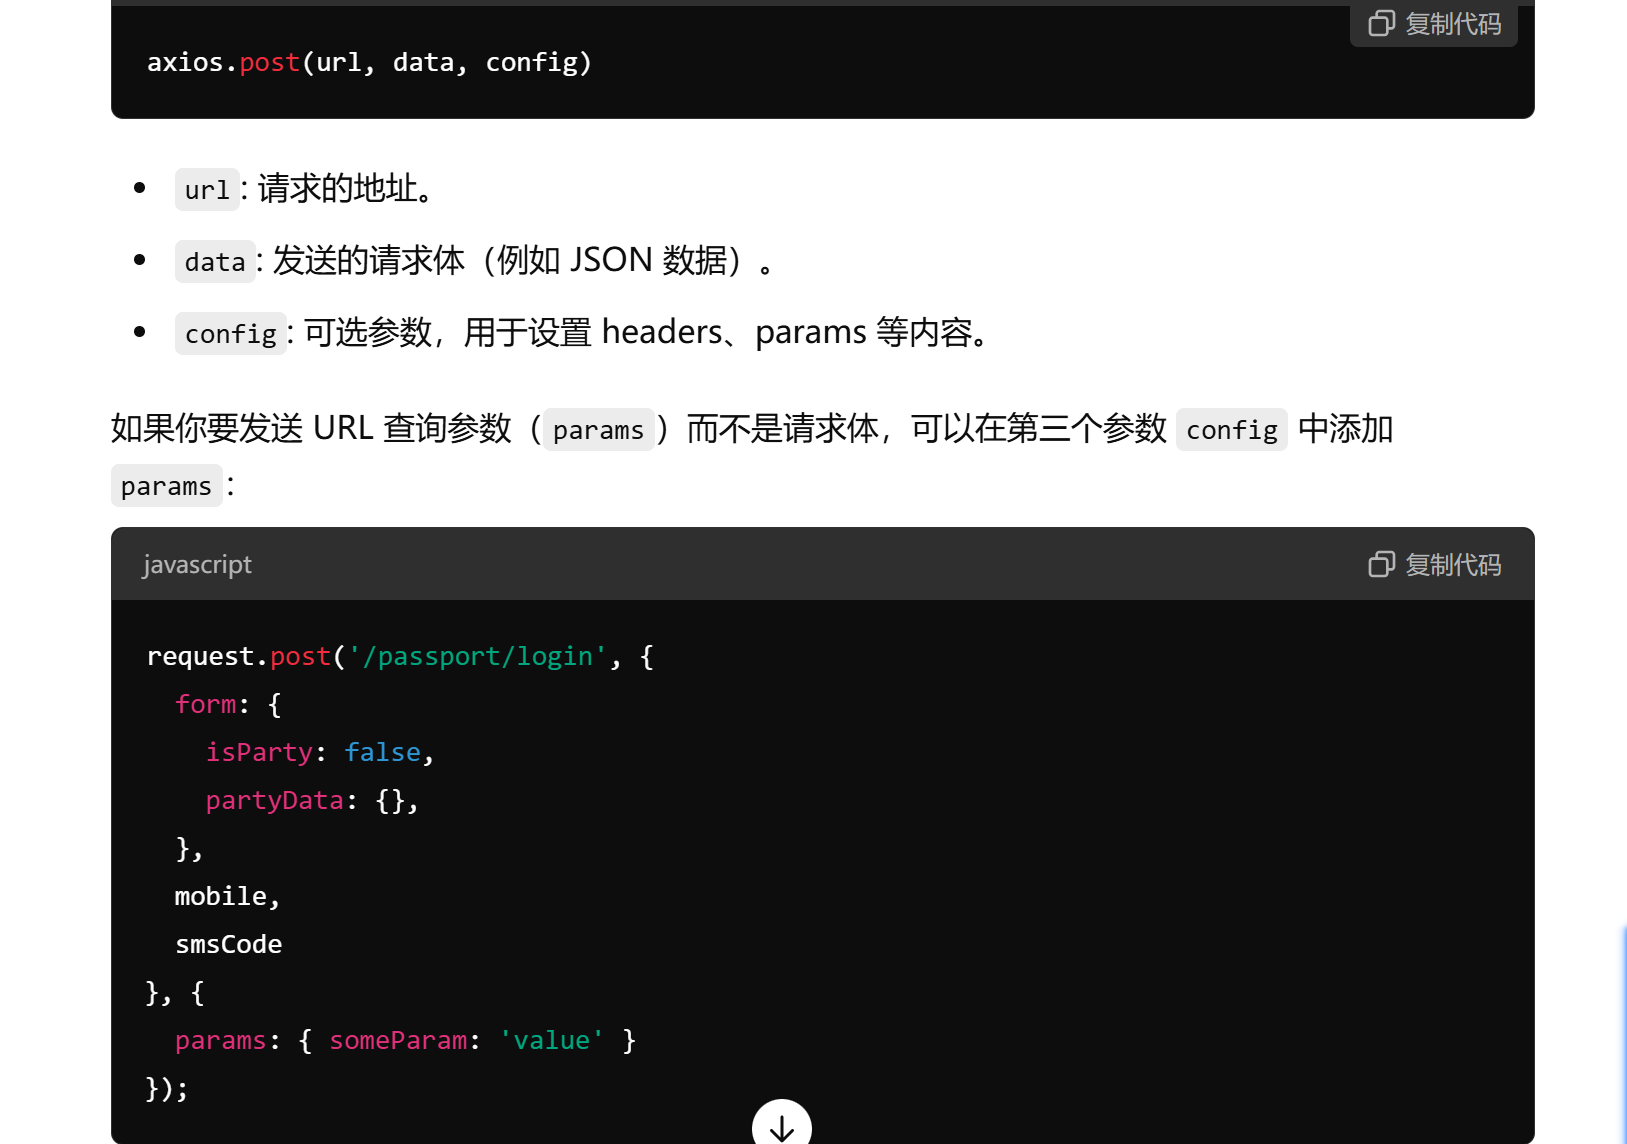 复制代码
axios.post(url, data, config)
url: 请求的地址。
data: 发送的请求体（例如 JSON 数据）。
config: 可选参数，用于设置 headers、params 等内容。
如果你要发送 URL 查询参数（params）而不是请求体，可以在第三个参数 config 中添加
params：
javascript
复制代码
request.post('/passport/login', {
  form: {
    isParty: false,
    partyData: {},
  },
  mobile,
  smsCode
}, {
  params: { someParam: 'value' }
});